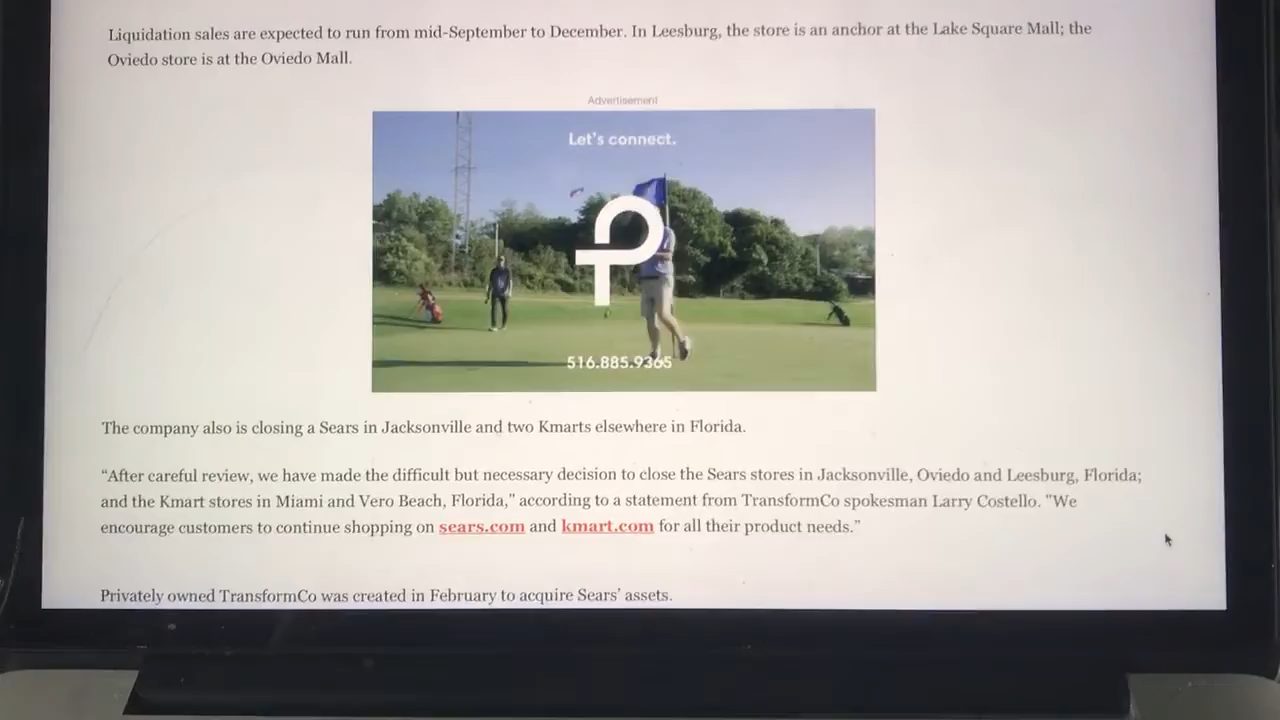 Liquidation sales are expected to run from mid-September to December. In Leesburg, the store is an anchor at the Lake Square Mall; the
Oviedo store is at the Oviedo Mall.
Advertisement
Let's connect.
516.885.9365
The company also is closing a Sears in Jacksonville and two Kmarts elsewhere in Florida.
“After careful review, we have made the difficult but necessary decision to close the Sears stores in Jacksonville, Oviedo and Leesburg, Florida;
and the Kmart stores in Miami and Vero Beach, Florida,” according to a statement from TransformCo spokesman Larry Costello. "We
encourage customers to continue shopping on sears.com and kmart.com for all their product needs.”
Privately owned TransformCo was created in February to acquire Sears’ assets.